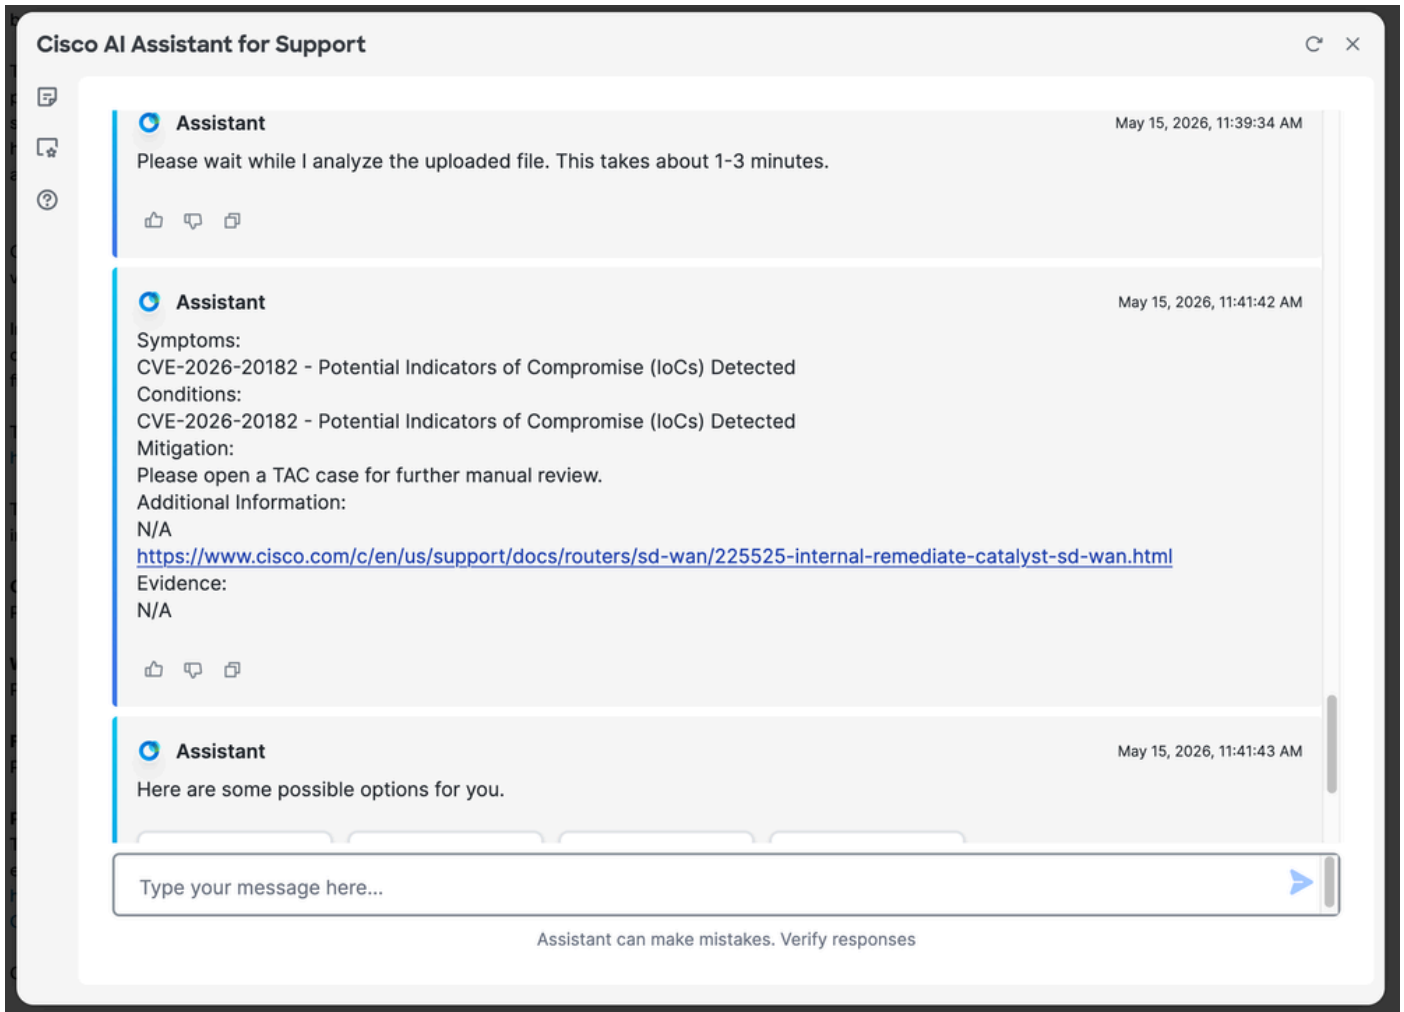 Cisco AI Assistant for Support
Assistant
May 15, 2026, 11:39:34 AM
Please wait while I analyze the uploaded file. This takes about 1-3 minutes.
Assistant
May 15, 2026, 11:41:42 AM
Symptoms:
CVE-2026-20182 - Potential Indicators of Compromise (IoCs) Detected
Conditions:
CVE-2026-20182 - Potential Indicators of Compromise (IoCs) Detected
Mitigation:
Please open a TAC case for further manual review.
Additional Information:
N/A
https://www.cisco.com/c/en/us/support/docs/routers/sd-wan/225525-internal-remediate-catalyst-sd-wan.html
Evidence:
N/A
Assistant
May 15, 2026, 11:41:43 AM
Here are some possible options for you.
Type your message here...
Assistant can make mistakes. Verify responses